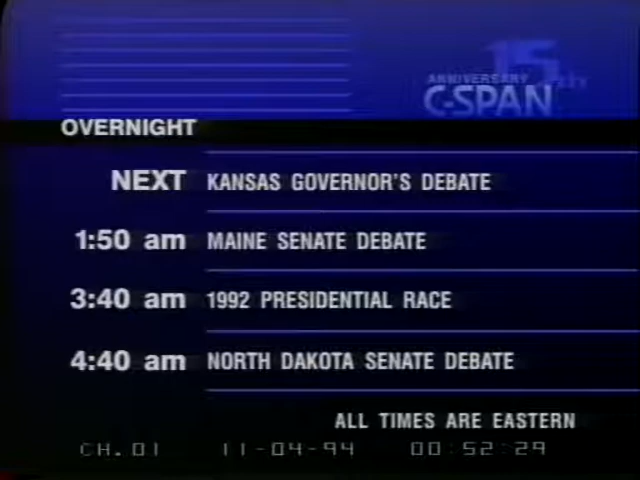 15th
ANNIVERSARY
C-SPAN
OVERNIGHT
NEXT KANSAS GOVERNOR'S DEBATE
1:50 am MAINE SENATE DEBATE
3:40 am 1992 PRESIDENTIAL RACE
4:40 am NORTH DAKOTA SENATE DEBATE
ALL TIMES ARE EASTERN
CH.01 11-04-94 00:52:29